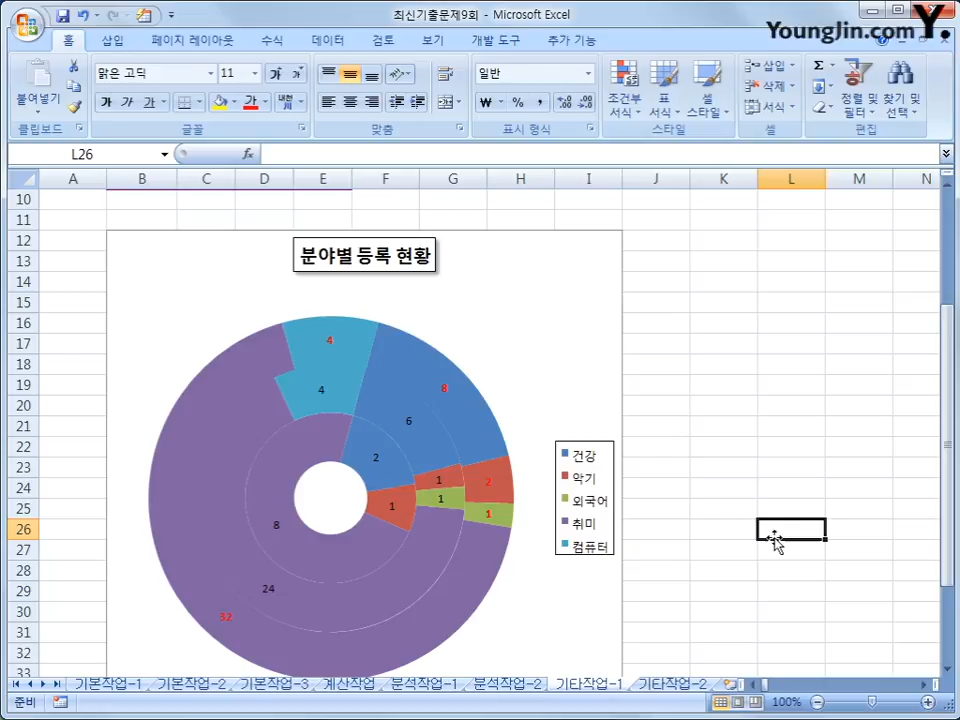 최신기출문제9회 - Microsoft Excel
YoungJin.com Y.
홈 삽입 페이지 레이아웃 수식 데이터 검토 보기 개발 도구 추가 기능
붙여넣기
맑은 고딕 11
가 가
가 가 가 가
일반
₩ % ,
조건부 서식
표 서식
셀 스타일
삽입
삭제
서식
Σ
정렬 및 필터
찾기 및 선택
클립보드 글꼴 맞춤 표시 형식 스타일 셀 편집
L26 fx
A B C D E F G H I J K L M N
10
11
12
13
14
15
16
17
18
19
20
21
22
23
24
25
26
27
28
29
30
31
32
33
분야별 등록 현황
4
4
8
6
2
1
2
1
1
1
8
24
32
건강
악기
외국어
취미
컴퓨터
기본작업-1 기본작업-2 기본작업-3 계산작업 분석작업-1 분석작업-2 기타작업-1 기타작업-2
준비 100%